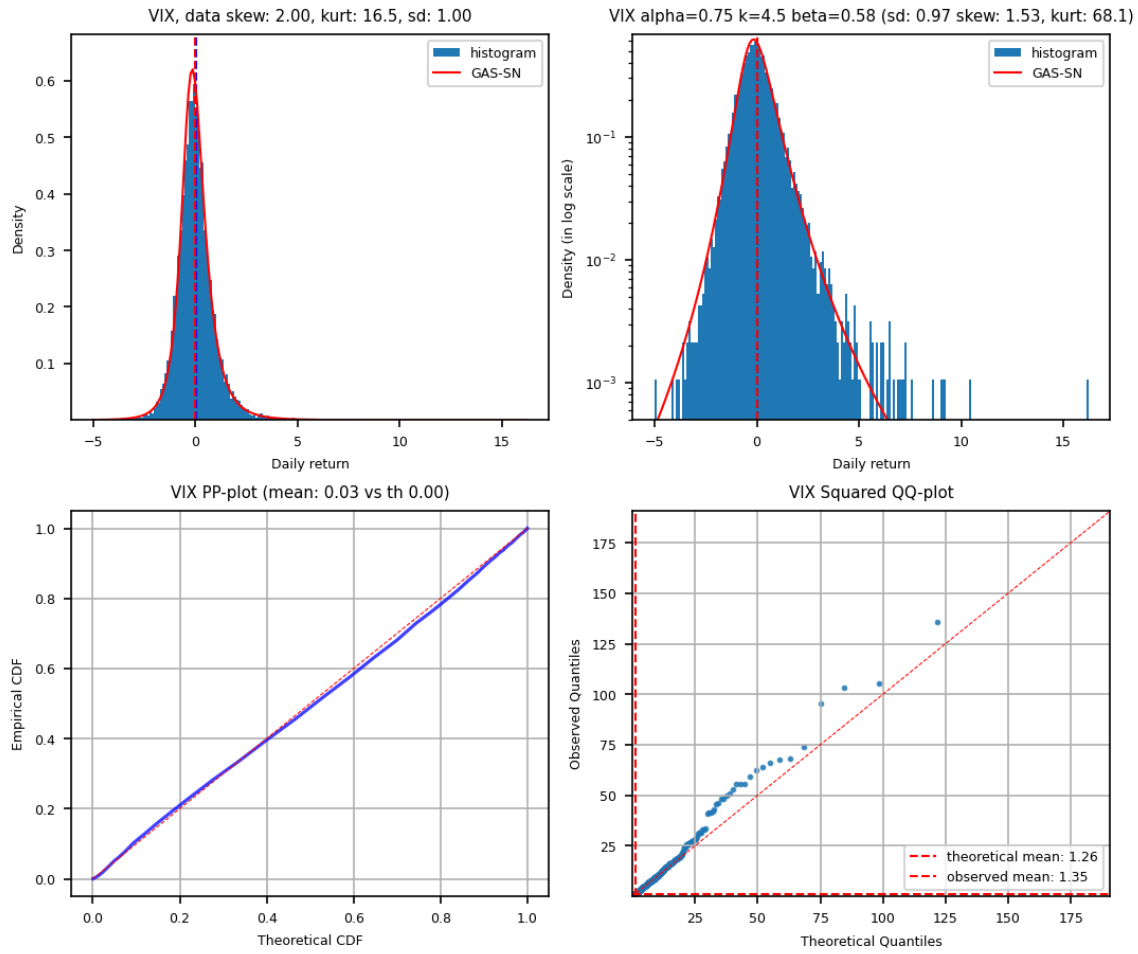 VIX, data skew: 2.00, kurt: 16.5, sd: 1.00
histogram
GAS-SN
0.6
0.5
0.4
0.3
0.2
0.1
Density
−5
0
5
10
15
Daily return
VIX alpha=0.75 k=4.5 beta=0.58 (sd: 0.97 skew: 1.53, kurt: 68.1)
histogram
GAS-SN
10⁻¹
10⁻²
10⁻³
Density (in log scale)
−5
0
5
10
15
Daily return
VIX PP-plot (mean: 0.03 vs th 0.00)
1.0
0.8
0.6
0.4
0.2
0.0
Empirical CDF
0.0
0.2
0.4
0.6
0.8
1.0
Theoretical CDF
VIX Squared QQ-plot
175
150
125
100
75
50
25
Observed Quantiles
theoretical mean: 1.26
observed mean: 1.35
25
50
75
100
125
150
175
Theoretical Quantiles